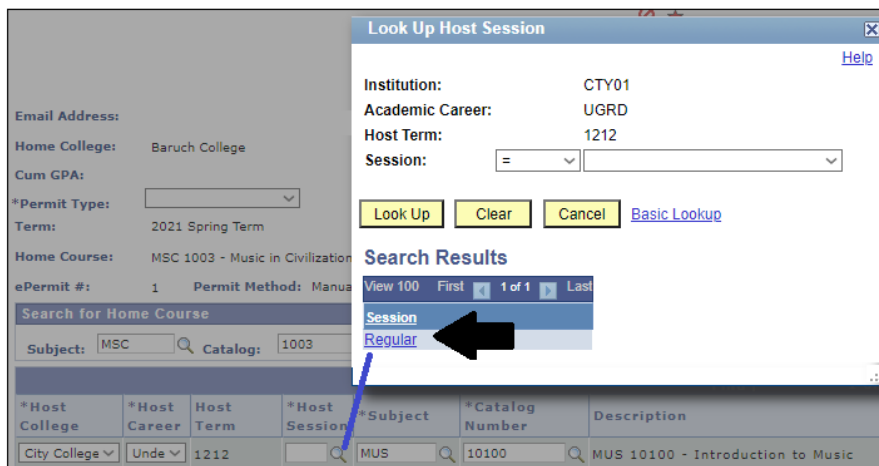 Look Up Host Session
Help
Institution: CTY01
Academic Career: UGRD
Host Term: 1212
Session: =
Look Up Clear Cancel Basic Lookup
Search Results
View 100 First 1 of 1 Last
Session
Regular
Email Address:
Home College: Baruch College
Cum GPA:
*Permit Type:
Term: 2021 Spring Term
Home Course: MSC 1003 - Music in Civilization
ePermit #: 1 Permit Method: Manua
Search for Home Course
Subject: MSC Catalog: 1003
*Host College *Host Career Host Term *Host Session *Subject *Catalog Number Description
City College Unde 1212 MUS 10100 MUS 10100 - Introduction to Music